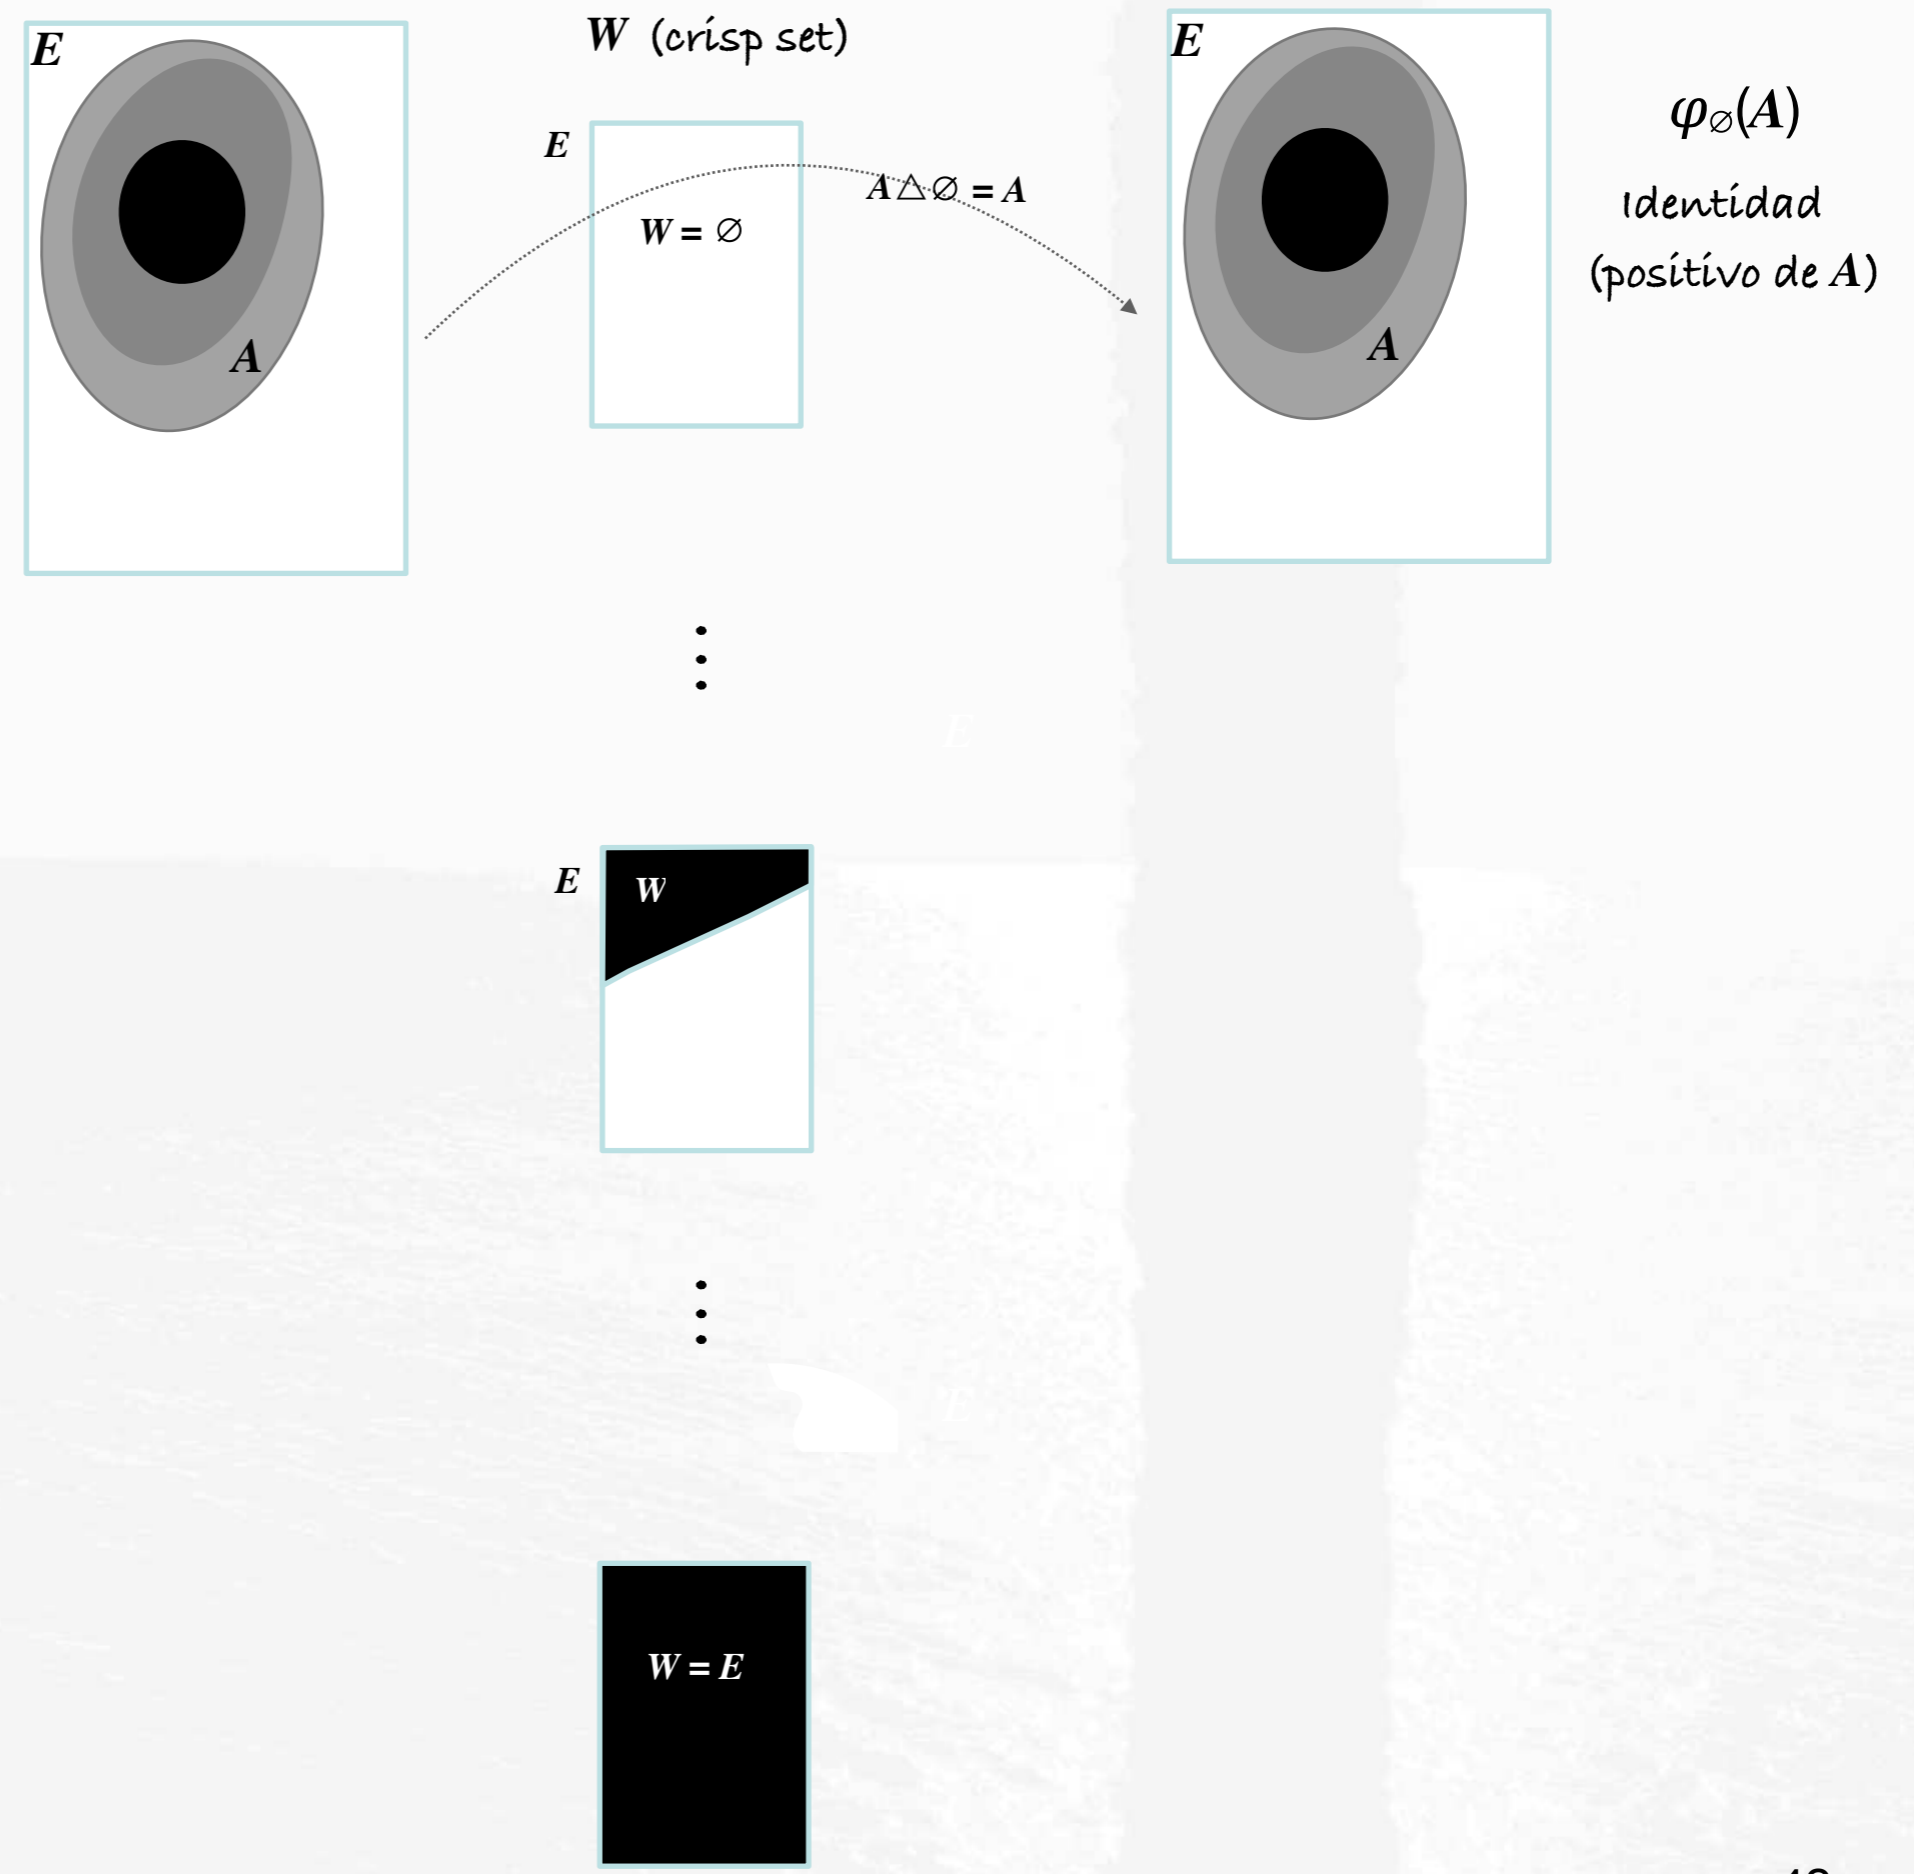 E
W (crisp set)
E
W = ∅
A△∅ = A
A
E
A
φ∅(A)
Identidad
(positivo de A)
E
E
W
E
W = E